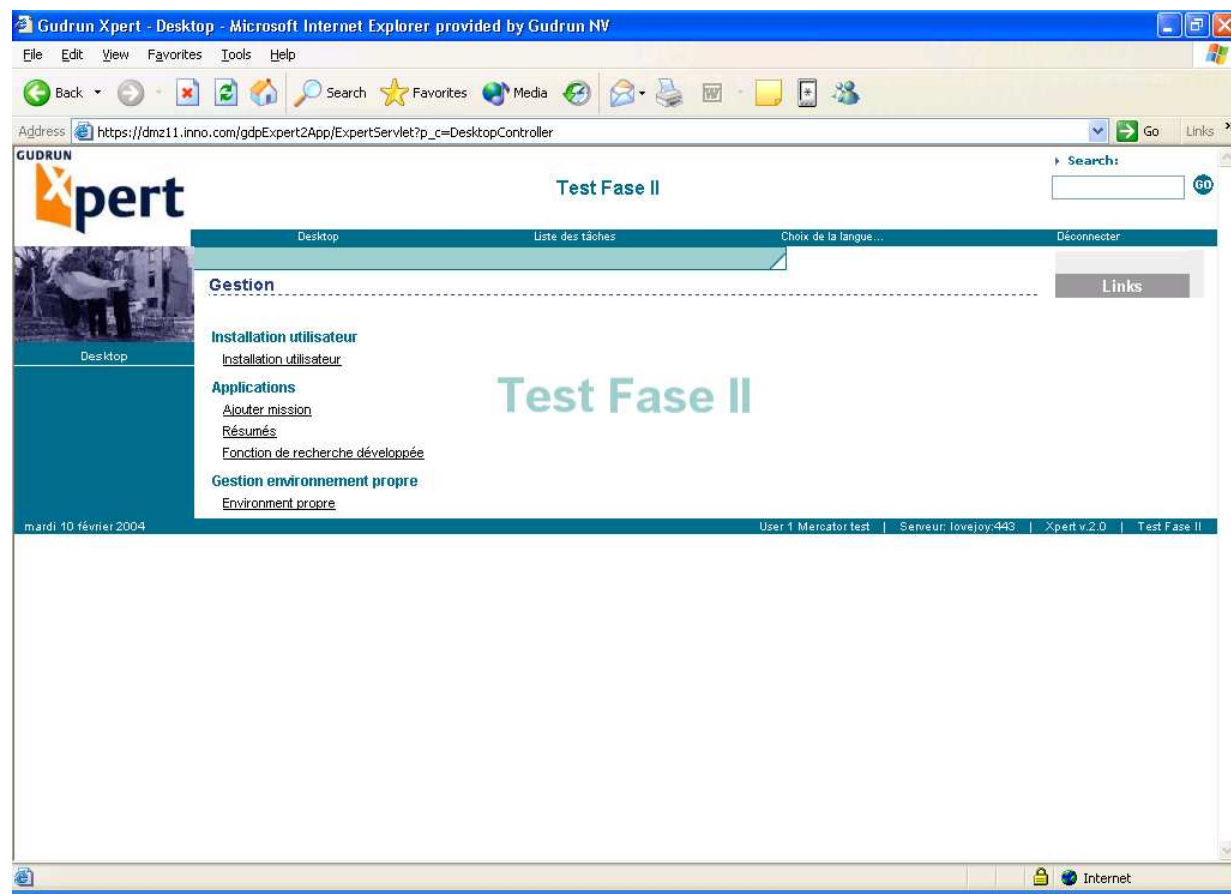 Gudrun Xpert - Desktop - Microsoft Internet Explorer provided by Gudrun NV
File Edit View Favorites Tools Help
Back Search Favorites Media
Address https://dmz11.inno.com/gdpExpert2App/ExpertServlet?p_c=DesktopController Go Links
GUDRUN
Xpert
Test Fase II
Search:
GO
Desktop Liste des tâches Choix de la langue... Déconnecter
Gestion
Links
Installation utilisateur
Desktop
Installation utilisateur
Applications
Test Fase II
Ajouter mission
Résumés
Fonction de recherche développée
Gestion environnement propre
Environment propre
mardi 10 février 2004 User 1 Mercator test | Serveur: lovejoy:443 | Xpert v.2.0 | Test Fase II
Internet